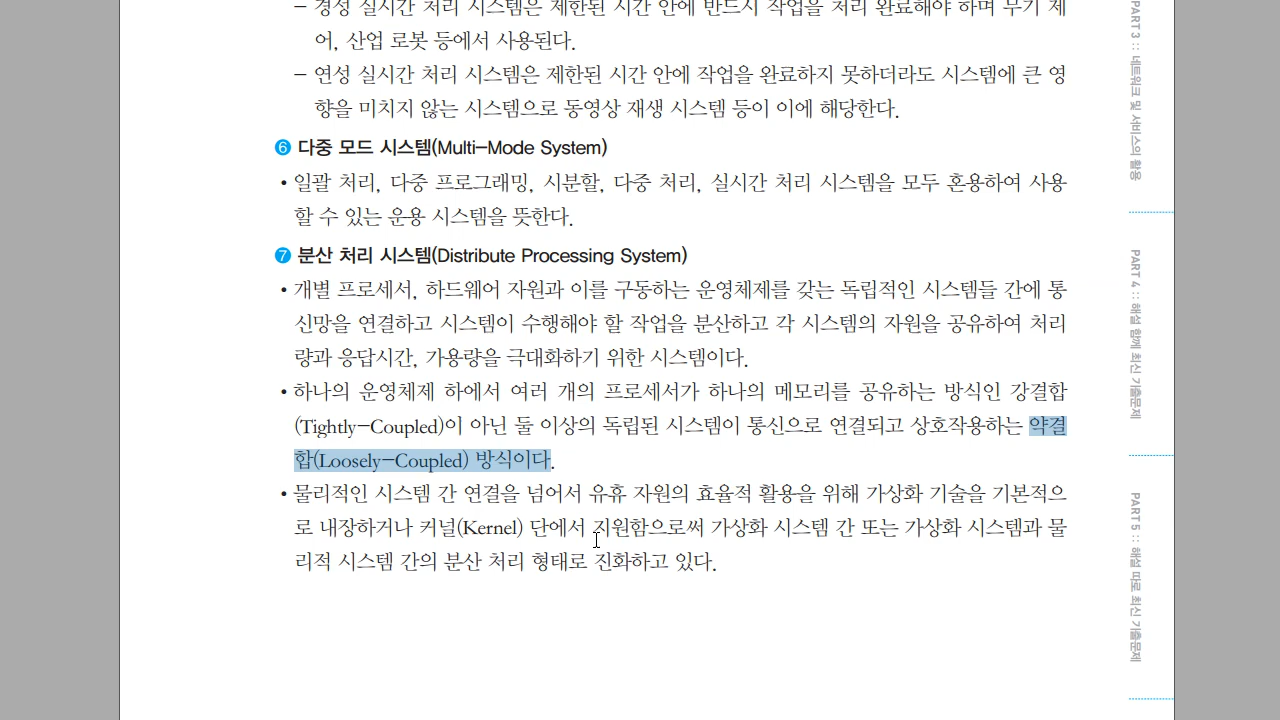 – 경성 실시간 처리 시스템은 제한된 시간 안에 반드시 작업을 처리 완료해야 하며 무기 제
어, 산업 로봇 등에서 사용된다.
– 연성 실시간 처리 시스템은 제한된 시간 안에 작업을 완료하지 못하더라도 시스템에 큰 영
향을 미치지 않는 시스템으로 동영상 재생 시스템 등이 이에 해당한다.
❻ 다중 모드 시스템(Multi-Mode System)
• 일괄 처리, 다중 프로그래밍, 시분할, 다중 처리, 실시간 처리 시스템을 모두 혼용하여 사용
할 수 있는 운용 시스템을 뜻한다.
❼ 분산 처리 시스템(Distribute Processing System)
• 개별 프로세서, 하드웨어 자원과 이를 구동하는 운영체제를 갖는 독립적인 시스템들 간에 통
신망을 연결하고 시스템이 수행해야 할 작업을 분산하고 각 시스템의 자원을 공유하여 처리
량과 응답시간, 가용량을 극대화하기 위한 시스템이다.
• 하나의 운영체제 하에서 여러 개의 프로세서가 하나의 메모리를 공유하는 방식인 강결합
(Tightly-Coupled)이 아닌 둘 이상의 독립된 시스템이 통신으로 연결되고 상호작용하는 약결
합(Loosely-Coupled) 방식이다.
• 물리적인 시스템 간 연결을 넘어서 유휴 자원의 효율적 활용을 위해 가상화 기술을 기본적으
로 내장하거나 커널(Kernel) 단에서 지원함으로써 가상화 시스템 간 또는 가상화 시스템과 물
리적 시스템 간의 분산 처리 형태로 진화하고 있다.
PART 3 :: 네트워크 및 서비스의 활용
PART 4 :: 해설 함께 최신 기출문제
PART 5 :: 해설 따로 최신 기출문제